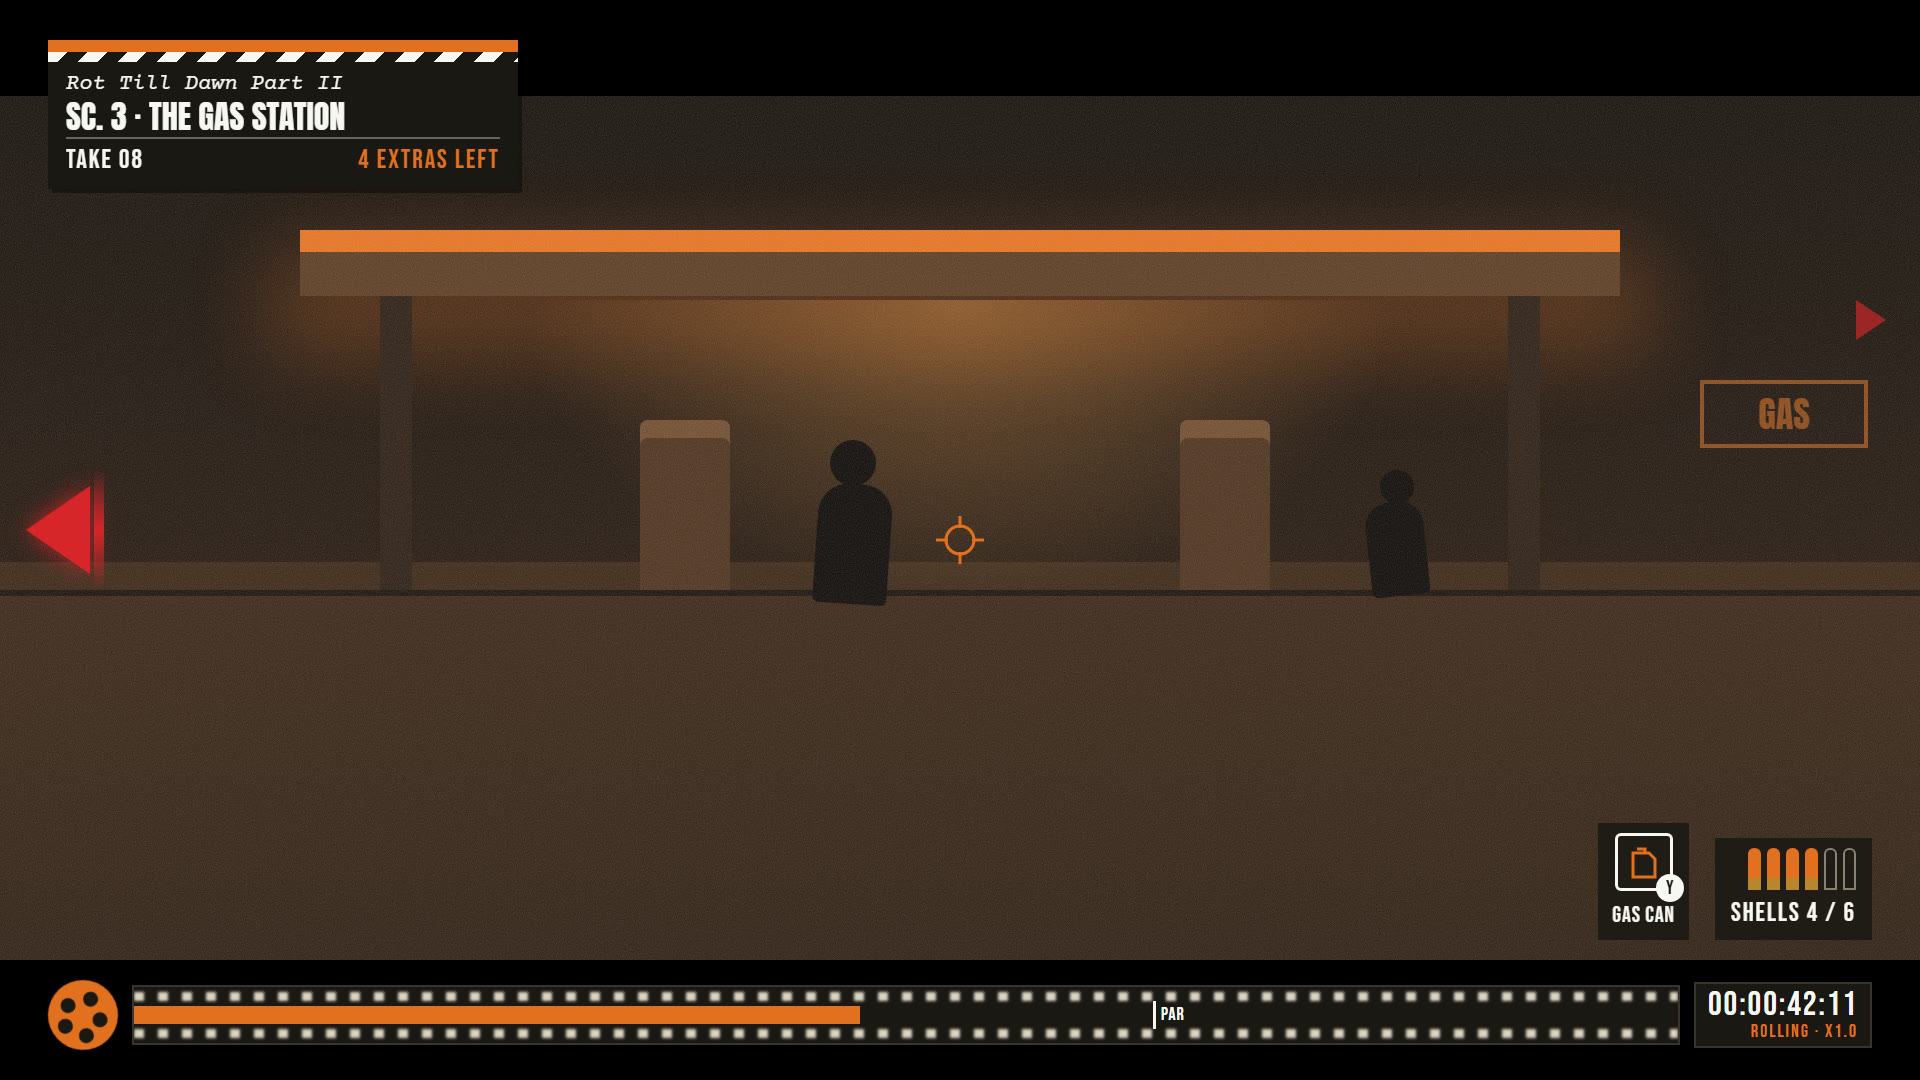 Rot Till Dawn Part II
SC. 3 · THE GAS STATION
TAKE 08
4 EXTRAS LEFT
GAS
Y
GAS CAN
SHELLS 4 / 6
PAR
00:00:42:11
ROLLING · X1.0